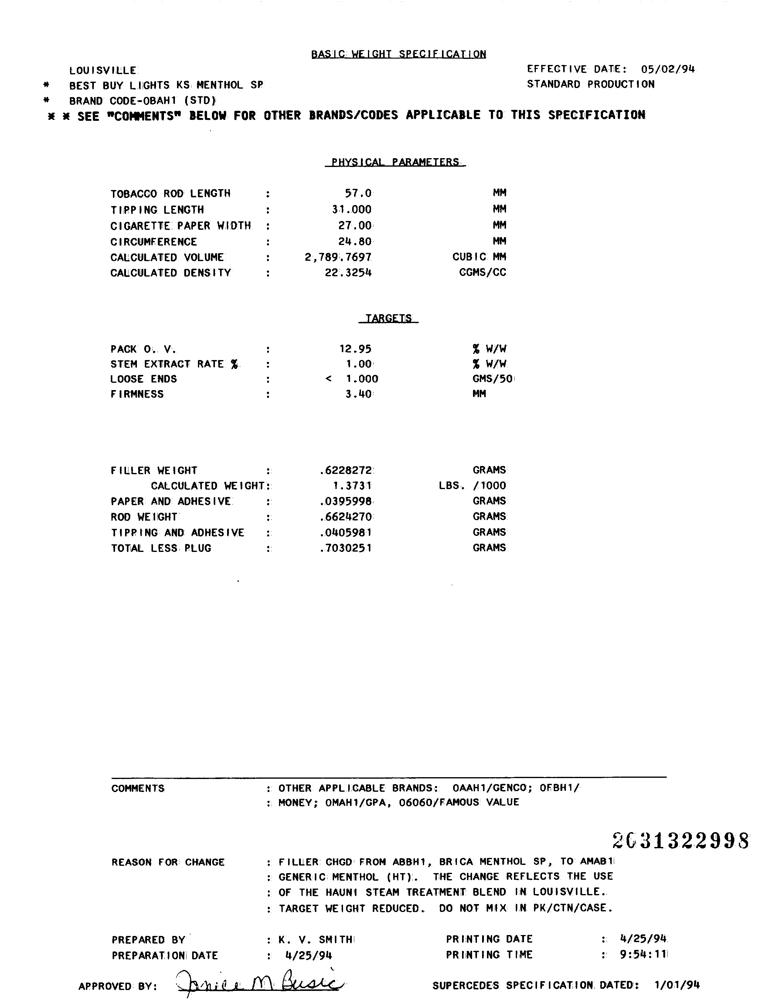 BASIC WEIGHT SPECIFICATION
LOUISVILLE EFFECTIVE DATE: 05/02/94
* BEST BUY LIGHTS KS MENTHOL SP STANDARD PRODUCTION
* BRAND CODE-OBAH1 (STD)
* * SEE "COMMENTS" BELOW FOR OTHER BRANDS/CODES APPLICABLE TO THIS SPECIFICATION
PHYSICAL PARAMETERS
TOBACCO ROD LENGTH : 57.0 MM
TIPPING LENGTH : 31.000 MM
CIGARETTE PAPER WIDTH : 27.00 MM
CIRCUMFERENCE : 24.80 MM
CALCULATED VOLUME : 2,789.7697 CUBIC MM
CALCULATED DENSITY : 22.3254 CGMS/CC
TARGETS
PACK O. V. : 12.95 % W/W
STEM EXTRACT RATE % : 1.00 % W/W
LOOSE ENDS : < 1.000 GMS/50
FIRMNESS : 3.40 MM
FILLER WEIGHT : .6228272 GRAMS
CALCULATED WEIGHT: 1.3731 LBS. /1000
PAPER AND ADHESIVE : .0395998 GRAMS
ROD WEIGHT : .6624270 GRAMS
TIPPING AND ADHESIVE : .0405981 GRAMS
TOTAL LESS PLUG : .7030251 GRAMS
COMMENTS : OTHER APPLICABLE BRANDS: OAAH1/GENCO; OFBH1/
: MONEY; OMAH1/GPA, O6060/FAMOUS VALUE
2031322998
REASON FOR CHANGE : FILLER CHGD FROM ABBH1, BRICA MENTHOL SP, TO AMAB1
: GENERIC MENTHOL (HT). THE CHANGE REFLECTS THE USE
: OF THE HAUNI STEAM TREATMENT BLEND IN LOUISVILLE.
: TARGET WEIGHT REDUCED. DO NOT MIX IN PK/CTN/CASE.
PREPARED BY : K. V. SMITH PRINTING DATE : 4/25/94
PREPARATION DATE : 4/25/94 PRINTING TIME : 9:54:11
APPROVED BY: Janice M Busic SUPERCEDES SPECIFICATION DATED: 1/01/94